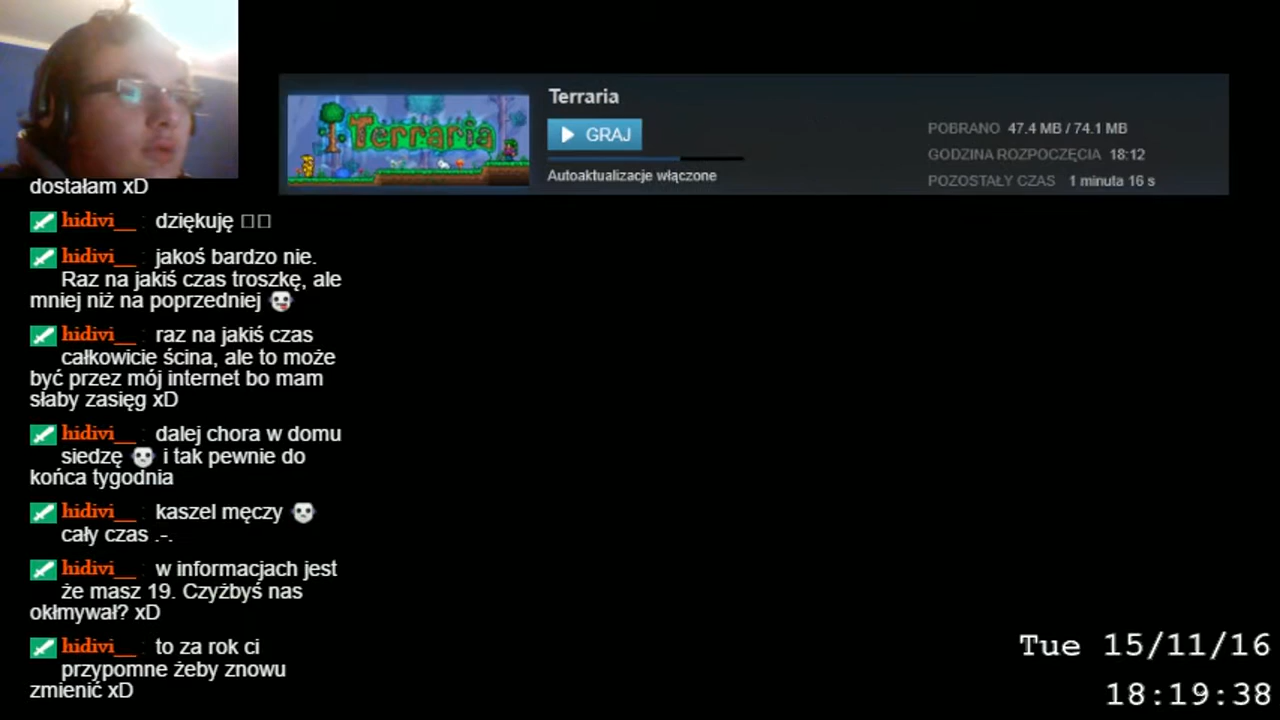 Terraria
Terraria
GRAJ
Autoaktualizacje włączone
POBRANO 47.4 MB / 74.1 MB
GODZINA ROZPOCZĘCIA 18:12
POZOSTAŁY CZAS 1 minuta 16 s
dostałam xD
hidivi__ : dziękuję
hidivi__ : jakoś bardzo nie.
Raz na jakiś czas troszkę, ale
mniej niż na poprzedniej
hidivi__ : raz na jakiś czas
całkowicie ścina, ale to może
być przez mój internet bo mam
słaby zasięg xD
hidivi__ : dalej chora w domu
siedzę i tak pewnie do
końca tygodnia
hidivi__ : kaszel męczy
cały czas .-.
hidivi__ : w informacjach jest
że masz 19. Czyżbyś nas
okłmywał? xD
hidivi__ : to za rok ci
przypomne żeby znowu
zmienić xD
Tue 15/11/16
18:19:38